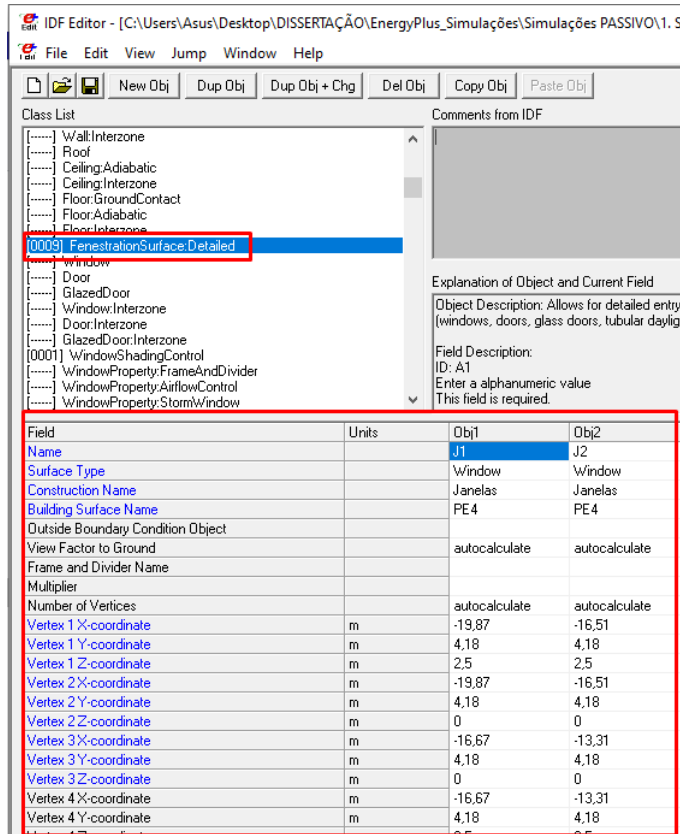 IDF Editor - [C:\Users\Asus\Desktop\DISSERTAÇÃO\EnergyPlus_Simulações\Simulações PASSIVO\1. S
File Edit View Jump Window Help
New Obj Dup Obj Dup Obj + Chg Del Obj Copy Obj Paste Obj
Class List
Comments from IDF
[------] Wall:Interzone
[------] Roof
[------] Ceiling:Adiabatic
[------] Ceiling:Interzone
[------] Floor:GroundContact
[------] Floor:Adiabatic
[------] Floor:Interzone
[0009] FenestrationSurface:Detailed
[------] Window
[------] Door
[------] GlazedDoor
[------] Window:Interzone
[------] Door:Interzone
[------] GlazedDoor:Interzone
[0001] WindowShadingControl
[------] WindowProperty:FrameAndDivider
[------] WindowProperty:AirflowControl
[------] WindowProperty:StormWindow
Explanation of Object and Current Field
Object Description: Allows for detailed entry
(windows, doors, glass doors, tubular daylig
Field Description:
ID: A1
Enter a alphanumeric value
This field is required.
Field Units Obj1 Obj2
Name J1 J2
Surface Type Window Window
Construction Name Janelas Janelas
Building Surface Name PE4 PE4
Outside Boundary Condition Object
View Factor to Ground autocalculate autocalculate
Frame and Divider Name
Multiplier
Number of Vertices autocalculate autocalculate
Vertex 1 X-coordinate m -19,87 -16,51
Vertex 1 Y-coordinate m 4,18 4,18
Vertex 1 Z-coordinate m 2,5 2,5
Vertex 2 X-coordinate m -19,87 -16,51
Vertex 2 Y-coordinate m 4,18 4,18
Vertex 2 Z-coordinate m 0 0
Vertex 3 X-coordinate m -16,67 -13,31
Vertex 3 Y-coordinate m 4,18 4,18
Vertex 3 Z-coordinate m 0 0
Vertex 4 X-coordinate m -16,67 -13,31
Vertex 4 Y-coordinate m 4,18 4,18